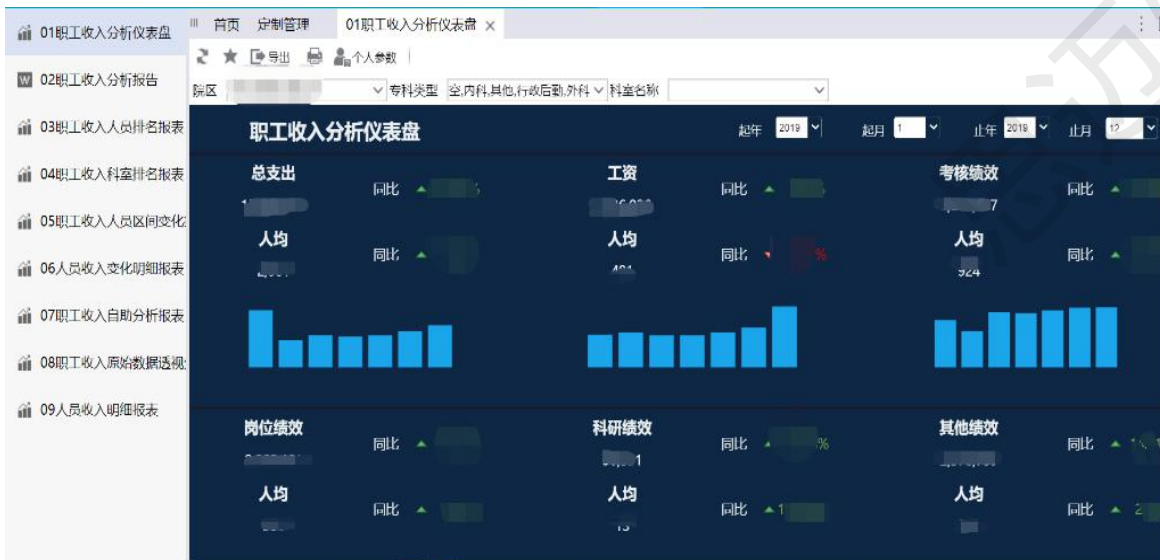 01职工收入分析仪表盘
02职工收入分析报告
03职工收入人员排名报表
04职工收入科室排名报表
05职工收入人员区间变化
06人员收入变化明细报表
07职工收入自助分析报表
08职工收入原始数据透视
09人员收入明细报表
首页 定制管理 01职工收入分析仪表盘 ×
导出 个人参数
院区 专科类型 空,内科,其他,行政后勤,外科 科室名称
职工收入分析仪表盘 起年 2019 起月 1 止年 2019 止月 12
总支出 同比 工资 同比 考核绩效 同比
人均 同比 人均 同比 % 人均 同比
924
岗位绩效 同比 科研绩效 同比 % 其他绩效 同比
人均 同比 人均 同比 人均 同比